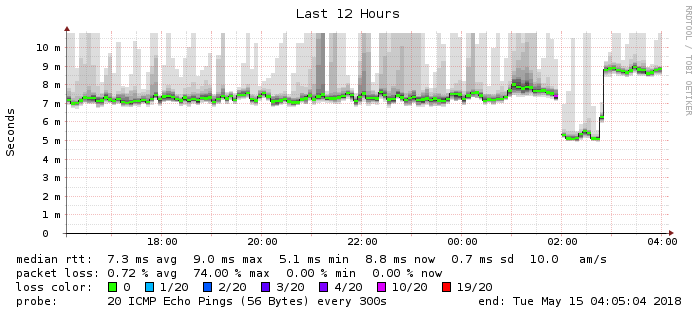 Last 12 Hours
RRDTOOL / TOBI OETIKER
Seconds
10 m
9 m
8 m
7 m
6 m
5 m
4 m
3 m
2 m
1 m
0
18:00 20:00 22:00 00:00 02:00 04:00
median rtt: 7.3 ms avg 9.0 ms max 5.1 ms min 8.8 ms now 0.7 ms sd 10.0 am/s
packet loss: 0.72 % avg 74.00 % max 0.00 % min 0.00 % now
loss color: 0 1/20 2/20 3/20 4/20 10/20 19/20
probe: 20 ICMP Echo Pings (56 Bytes) every 300s end: Tue May 15 04:05:04 2018